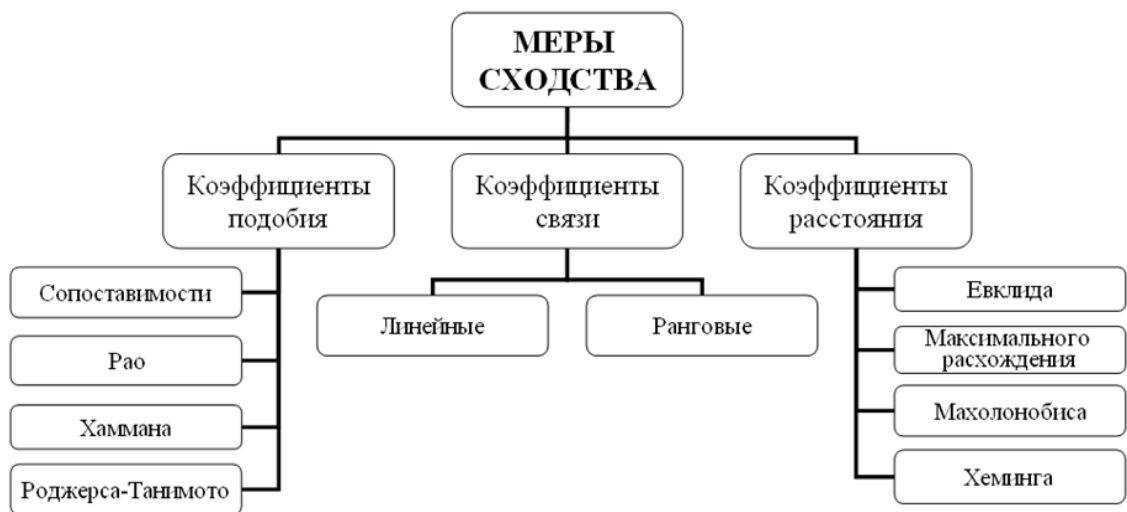 МЕРЫ
СХОДСТВА
Коэффициенты
подобия
Коэффициенты
связи
Коэффициенты
расстояния
Сопоставимости
Рао
Хаммана
Роджерса-Танимото
Линейные
Ранговые
Евклида
Максимального
расхождения
Махолонобиса
Хеминга